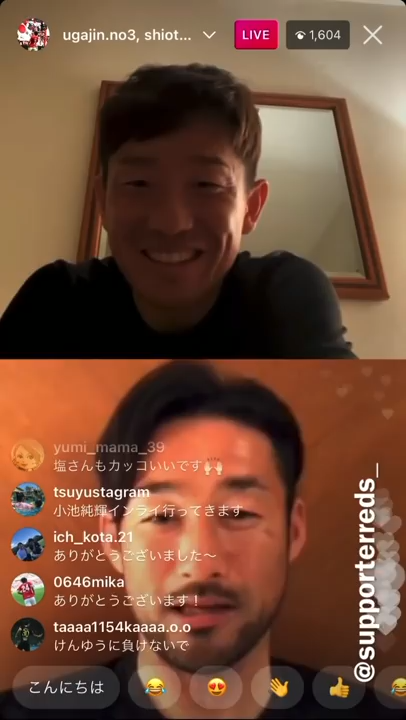 ugajin.no3, shiot...
LIVE
1,604
yumi_mama_39
塩さんもカッコいいです🙌
tsuyustagram
小池純輝インライ行ってきます
ich_kota.21
ありがとうございました〜
0646mika
ありがとうございます！
taaaa1154kaaaa.o.o
けんゆうに負けないで
こんにちは
@supporterreds_